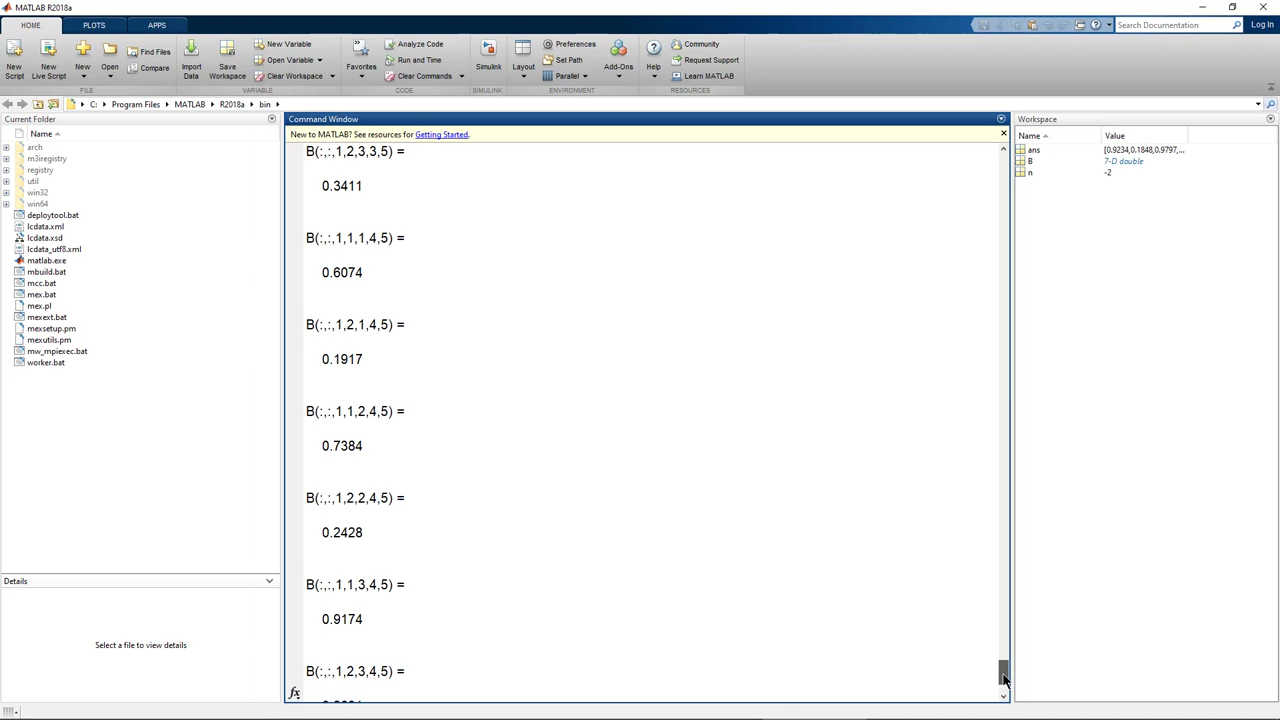 MATLAB R2018a
HOME PLOTS APPS
Search Documentation Log In
New Script New Live Script New Open Find Files Compare
Import Data Save Workspace New Variable Open Variable Clear Workspace
Favorites Analyze Code Run and Time Clear Commands
Simulink Layout Preferences Set Path Parallel Add-Ons
Help Community Request Support Learn MATLAB
FILE VARIABLE CODE SIMULINK ENVIRONMENT RESOURCES
C: Program Files MATLAB R2018a bin
Current Folder
Name
arch
m3iregistry
registry
util
win32
win64
deploytool.bat
lcdata.xml
lcdata.xsd
lcdata_utf8.xml
matlab.exe
mbuild.bat
mcc.bat
mex.bat
mex.pl
mexext.bat
mexsetup.pm
mexutils.pm
mw_mpiexec.bat
worker.bat
Details
Select a file to view details
Command Window
New to MATLAB? See resources for Getting Started.
B(:,:,1,2,3,3,5) =
0.3411
B(:,:,1,1,1,4,5) =
0.6074
B(:,:,1,2,1,4,5) =
0.1917
B(:,:,1,1,2,4,5) =
0.7384
B(:,:,1,2,2,4,5) =
0.2428
B(:,:,1,1,3,4,5) =
0.9174
B(:,:,1,2,3,4,5) =
fx
Workspace
Name Value
ans [0.9234,0.1848,0.9797,...
B 7-D double
n -2